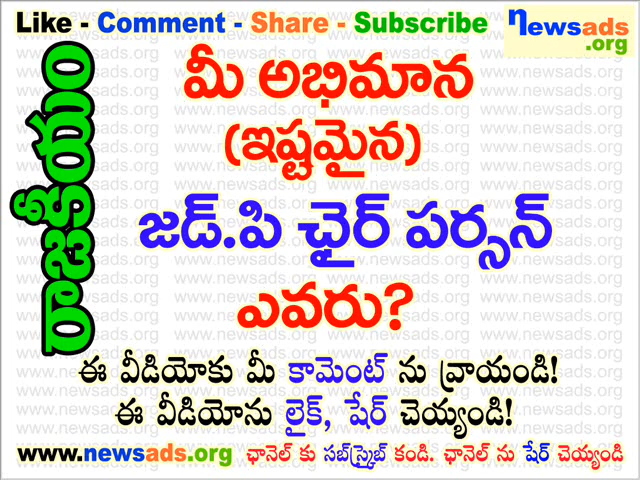 Like - Comment - Share - Subscribe
newsads
.org
రాజకీయం
మీ అభిమాన
(ఇష్టమైన)
జడ్.పి ఛైర్ పర్సన్
ఎవరు?
ఈ వీడియోకు మీ కామెంట్ ను వ్రాయండి!
ఈ వీడియోను లైక్, షేర్ చెయ్యండి!
www.newsads.org ఛానెల్ కు సబ్‌స్క్రైబ్ కండి. ఛానెల్ ను షేర్ చెయ్యండి